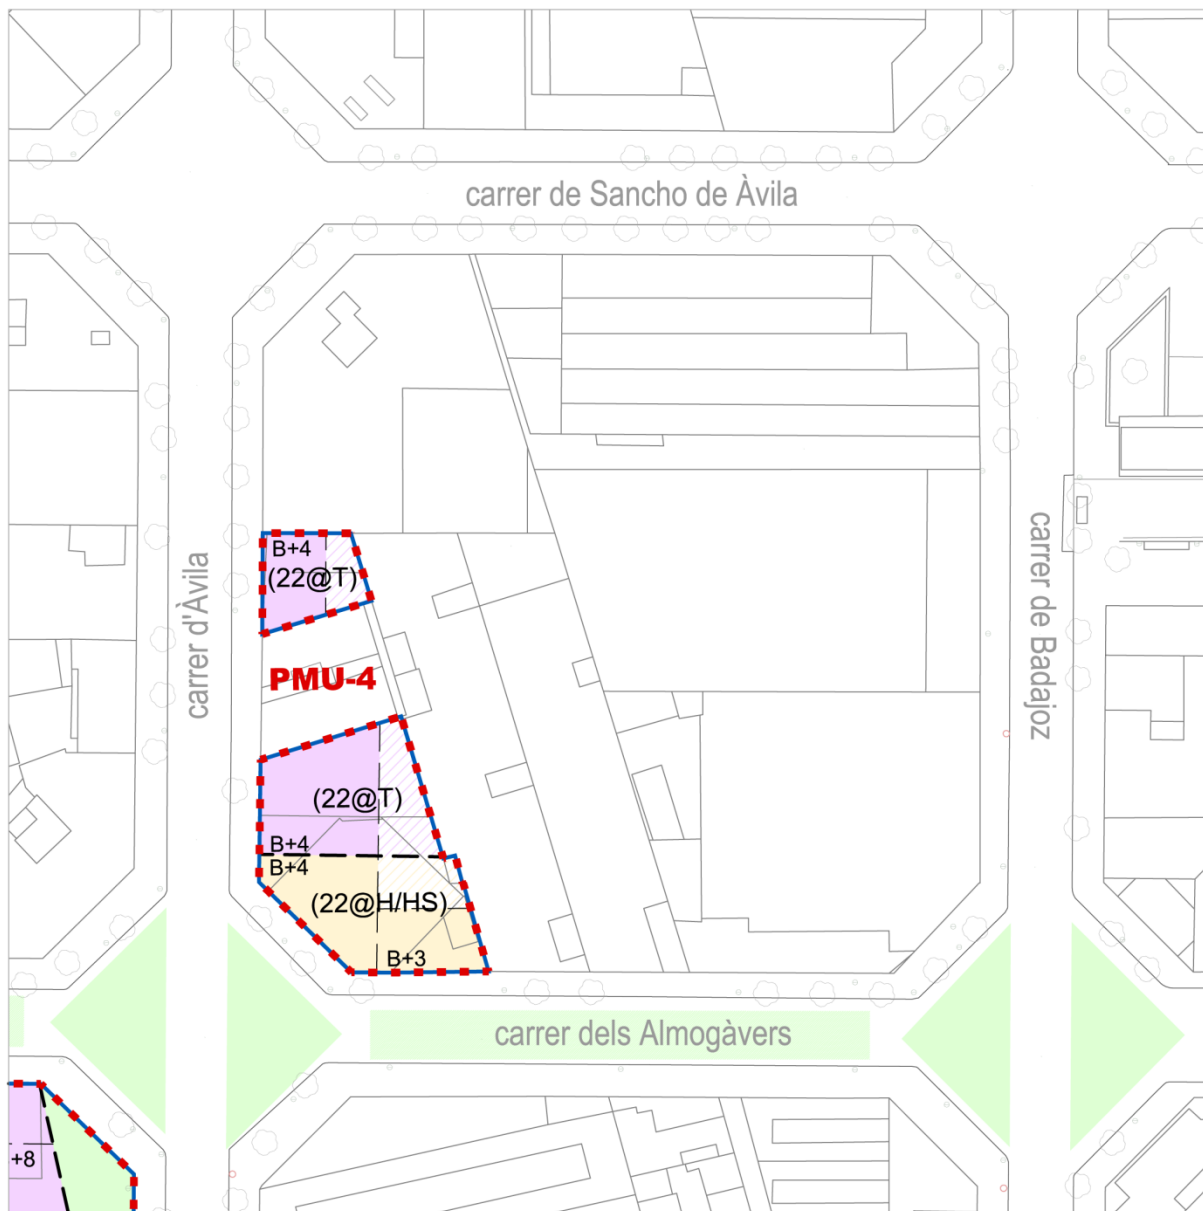 carrer de Sancho de Àvila
B+4
(22@T)
carrer d'Àvila
PMU-4
carrer de Badajoz
(22@T)
B+4
B+4
(22@H/HS)
B+3
carrer dels Almogàvers
+8